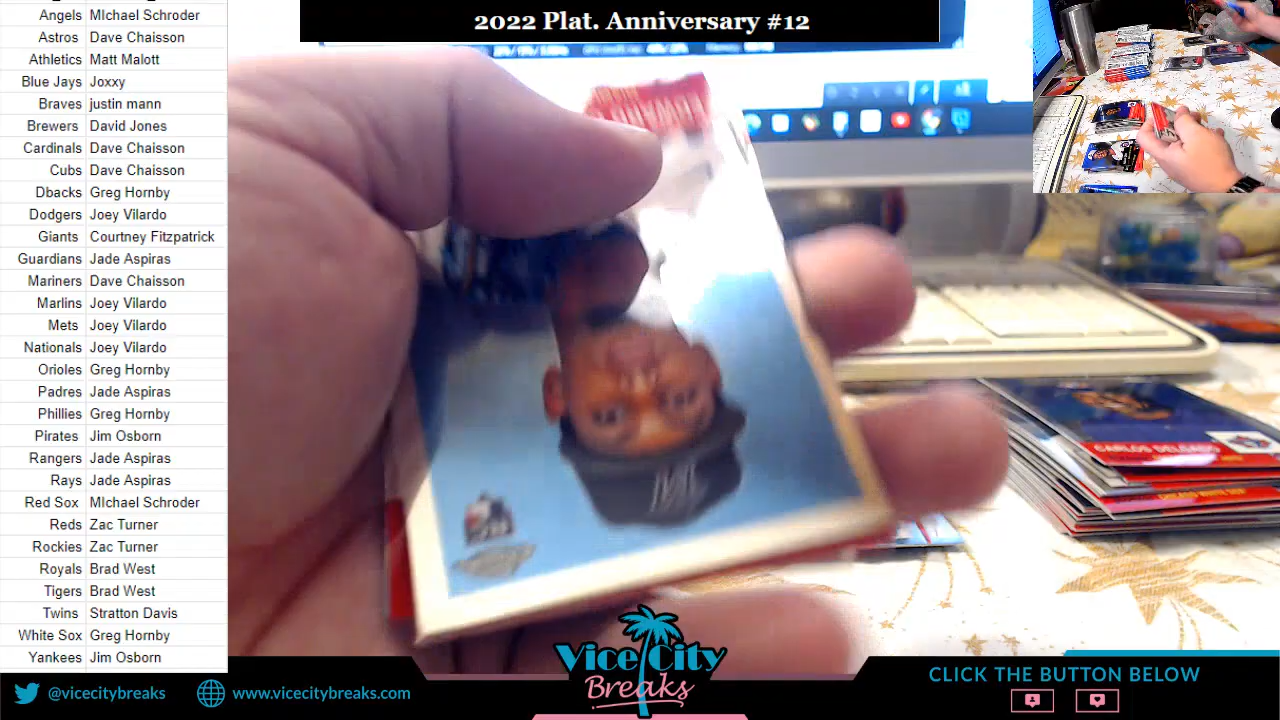 2022 Plat. Anniversary #12
Angels MIchael Schroder
Astros Dave Chaisson
Athletics Matt Malott
Blue Jays Joxxy
Braves justin mann
Brewers David Jones
Cardinals Dave Chaisson
Cubs Dave Chaisson
Dbacks Greg Hornby
Dodgers Joey Vilardo
Giants Courtney Fitzpatrick
Guardians Jade Aspiras
Mariners Dave Chaisson
Marlins Joey Vilardo
Mets Joey Vilardo
Nationals Joey Vilardo
Orioles Greg Hornby
Padres Jade Aspiras
Phillies Greg Hornby
Pirates Jim Osborn
Rangers Jade Aspiras
Rays Jade Aspiras
Red Sox MIchael Schroder
Reds Zac Turner
Rockies Zac Turner
Royals Brad West
Tigers Brad West
Twins Stratton Davis
White Sox Greg Hornby
Yankees Jim Osborn
CARLOS DELGADO
Vice City
Breaks
@vicecitybreaks
www.vicecitybreaks.com
CLICK THE BUTTON BELOW